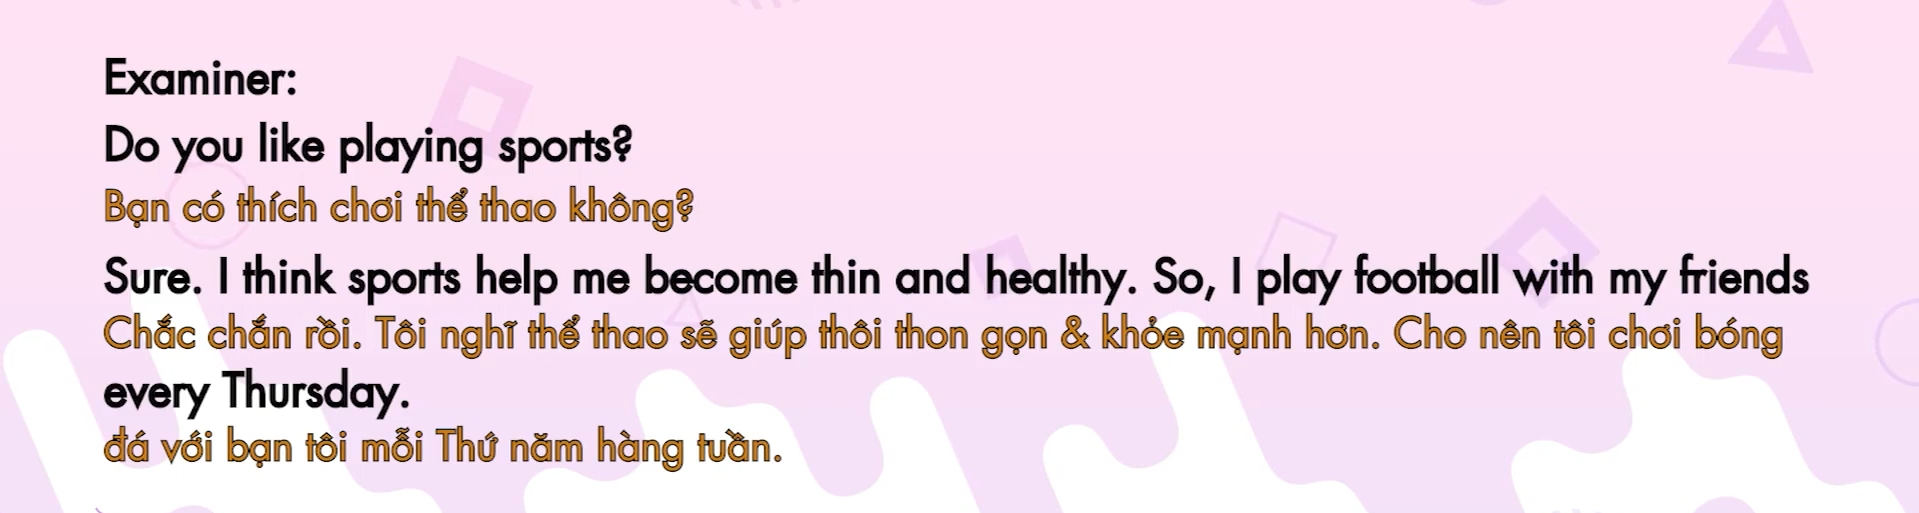 Examiner:
Do you like playing sports?
Bạn có thích chơi thể thao không?
Sure. I think sports help me become thin and healthy. So, I play football with my friends
Chắc chắn rồi. Tôi nghĩ thể thao sẽ giúp thôi thon gọn & khỏe mạnh hơn. Cho nên tôi chơi bóng
every Thursday.
đá với bạn tôi mỗi Thứ năm hàng tuần.